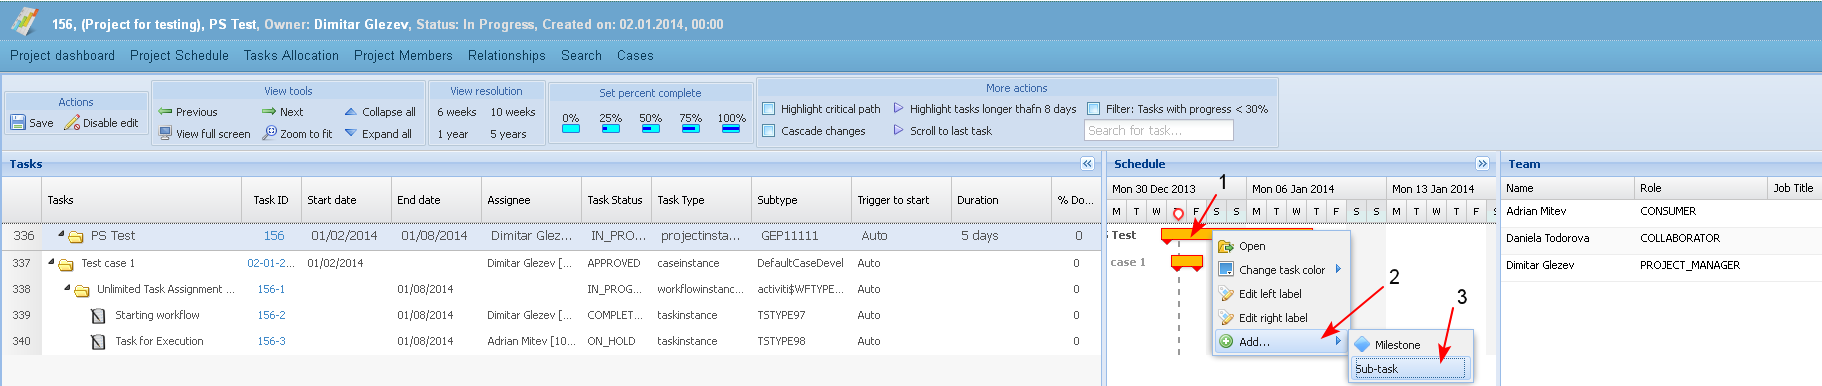 156, (Project for testing), PS Test, Owner: Dimitar Glezev, Status: In Progress, Created on: 02.01.2014, 00:00
Project dashboard Project Schedule Tasks Allocation Project Members Relationships Search Cases
Actions
Save Disable edit
View tools
Previous Next Collapse all
View full screen Zoom to fit Expand all
View resolution
6 weeks 10 weeks
1 year 5 years
Set percent complete
0% 25% 50% 75% 100%
More actions
Highlight critical path Highlight tasks longer thafn 8 days Filter: Tasks with progress < 30%
Cascade changes Scroll to last task Search for task...
Tasks
Tasks Task ID Start date End date Assignee Task Status Task Type Subtype Trigger to start Duration % Do...
336 PS Test 156 01/02/2014 01/08/2014 Dimitar Glez... IN_PRO... projectinsta... GEP11111 Auto 5 days 0
337 Test case 1 02-01-2... 01/02/2014 Dimitar Glezev [... APPROVED caseinstance DefaultCaseDevel Auto 0
338 Unlimited Task Assignment ... 156-1 01/08/2014 IN_PROG... workflowinstanc... activiti$WFTYPE... Auto 0
339 Starting workflow 156-2 01/08/2014 Dimitar Glezev [... COMPLET... taskinstance TSTYPE97 Auto 0
340 Task for Execution 156-3 01/08/2014 Adrian Mitev [10... ON_HOLD taskinstance TSTYPE98 Auto 0
Schedule
Mon 30 Dec 2013 Mon 06 Jan 2014 Mon 13 Jan 2014
M T W F S S M T W T F S S M T W T F S
Test
case 1
1
Open
Change task color
Edit left label
Edit right label
Add...
2
Milestone
Sub-task
3
Team
Name Role Job Title
Adrian Mitev CONSUMER
Daniela Todorova COLLABORATOR
Dimitar Glezev PROJECT_MANAGER